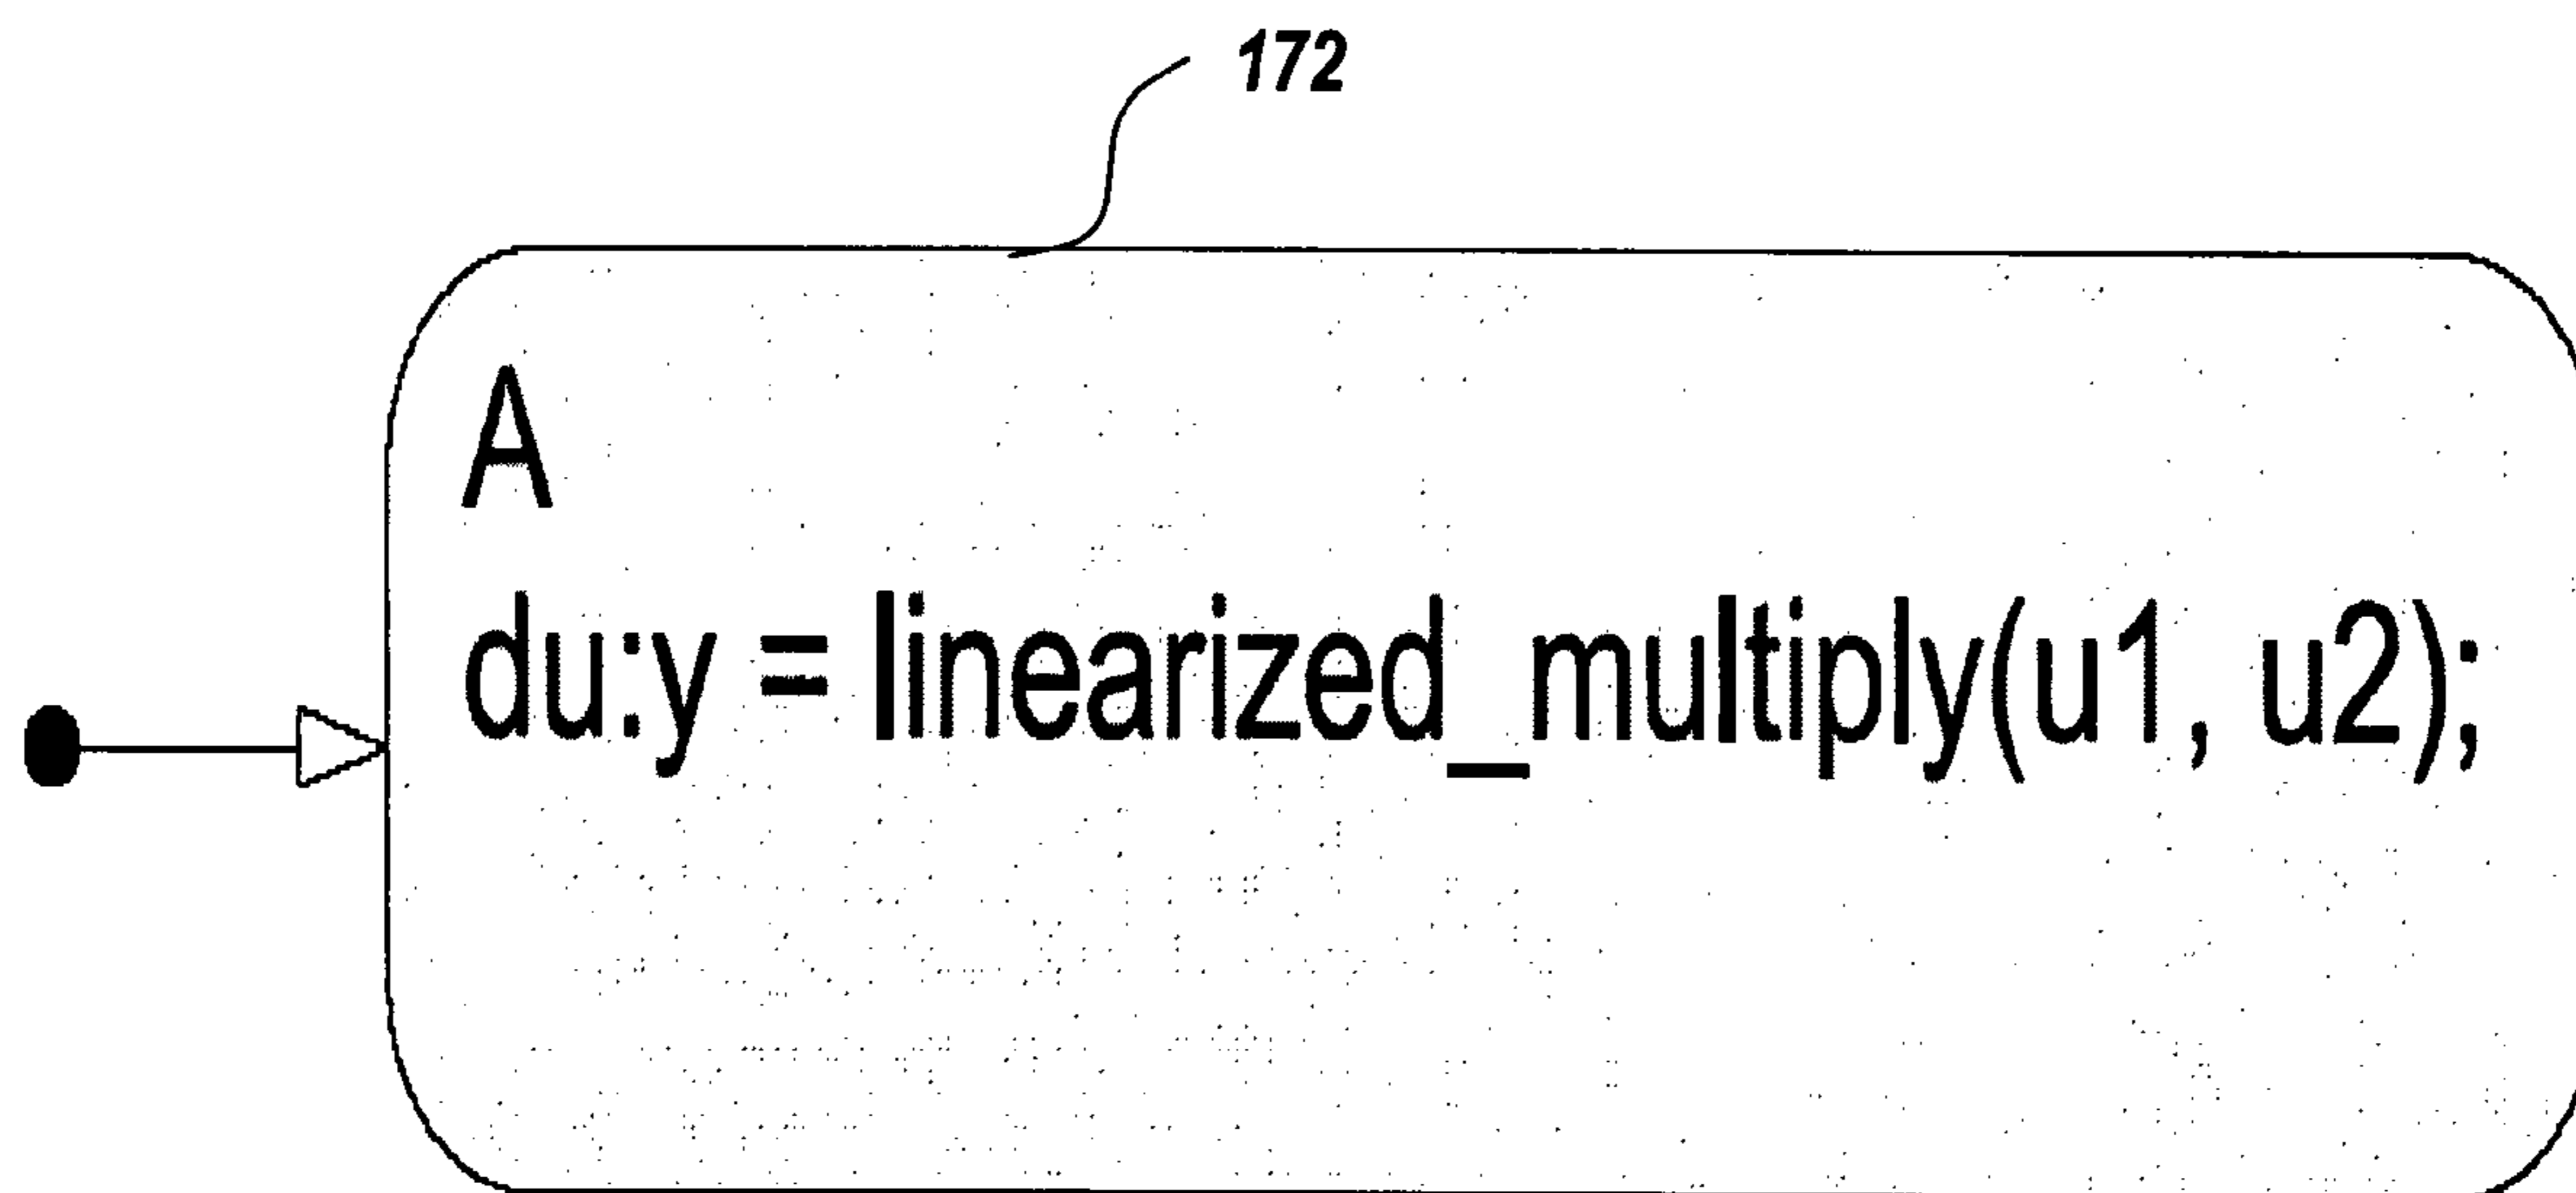 172
A
du:y = linearized_multiply(u1, u2);